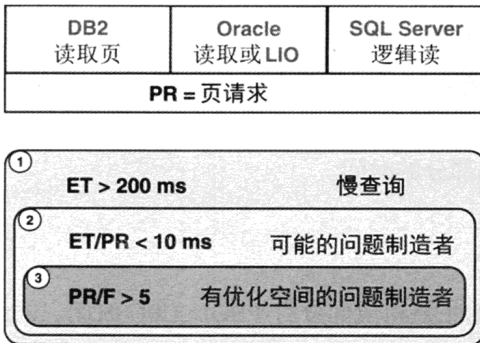 DB2 Oracle SQL Server
读取页 读取或LIO 逻辑读
PR = 页请求
1
ET > 200 ms 慢查询
2
ET/PR < 10 ms 可能的问题制造者
3
PR/F > 5 有优化空间的问题制造者